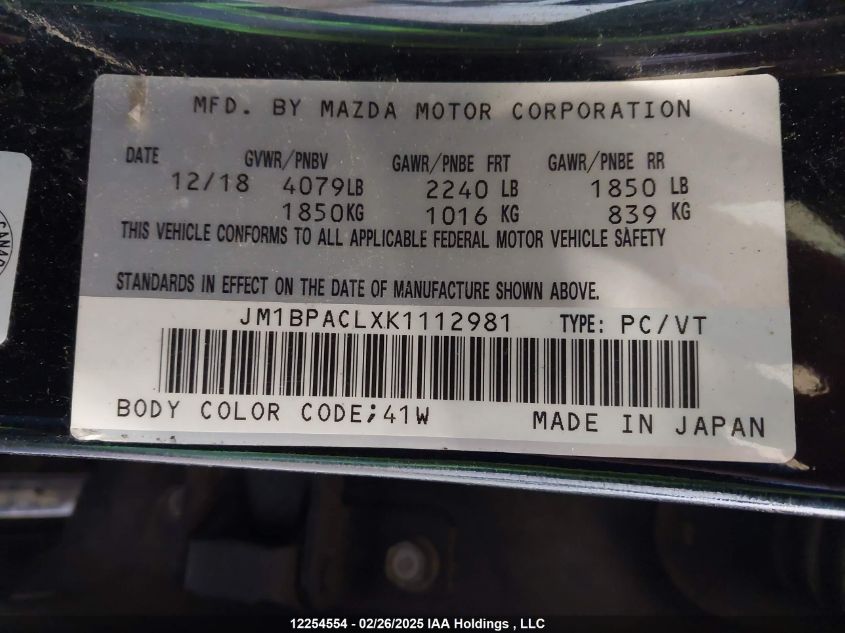 MFD. BY MAZDA MOTOR CORPORATION
DATE GVWR/PNBV GAWR/PNBE FRT GAWR/PNBE RR
12/18 4079LB 2240 LB 1850 LB
1850KG 1016 KG 839 KG
THIS VEHICLE CONFORMS TO ALL APPLICABLE FEDERAL MOTOR VEHICLE SAFETY
STANDARDS IN EFFECT ON THE DATE OF MANUFACTURE SHOWN ABOVE.
JM1BPACLXK1112981 TYPE: PC/VT
BODY COLOR CODE;41W MADE IN JAPAN
12254554 - 02/26/2025 IAA Holdings , LLC